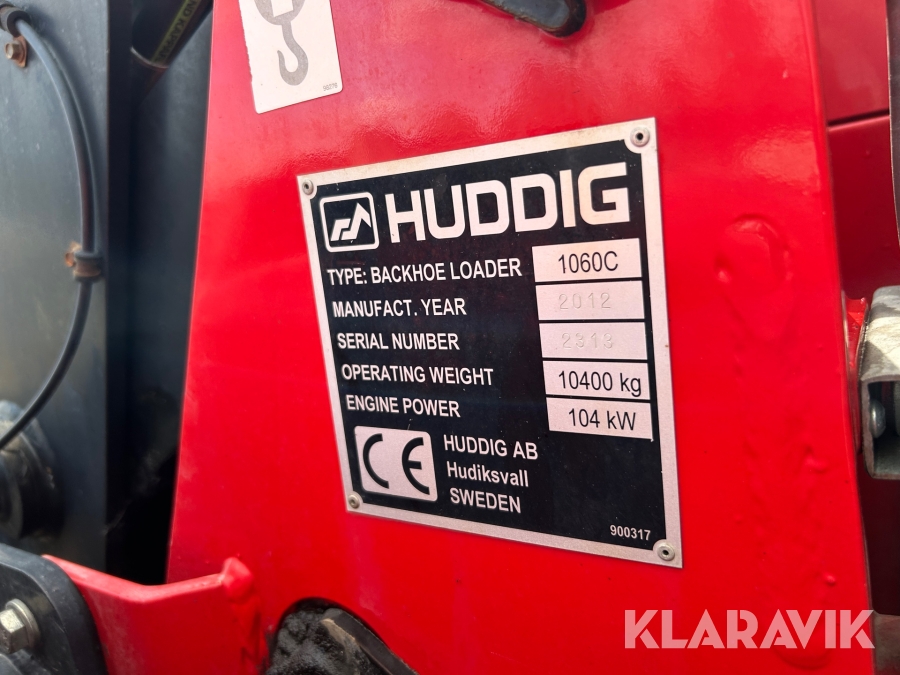 HUDDIG
TYPE: BACKHOE LOADER 1060C
MANUFACT. YEAR 2012
SERIAL NUMBER 2313
OPERATING WEIGHT 10400 kg
ENGINE POWER 104 kW
CE HUDDIG AB
Hudiksvall
SWEDEN
900317
KLARAVIK